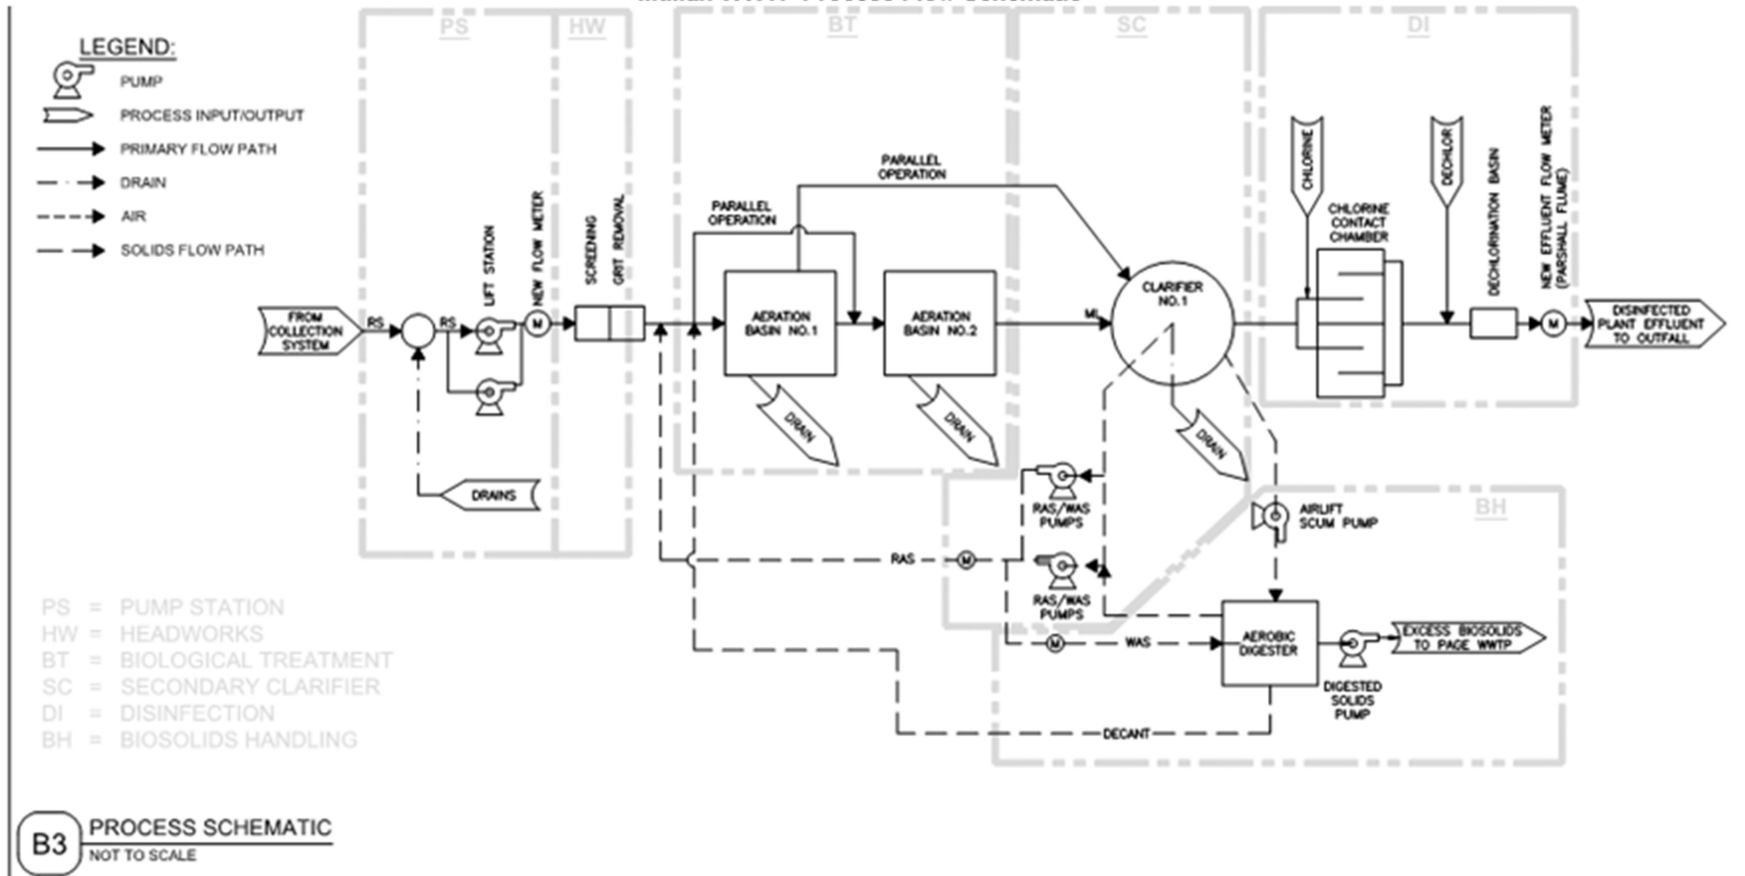 PS
HW
BT
SC
DI
LEGEND:
PUMP
PROCESS INPUT/OUTPUT
PRIMARY FLOW PATH
DRAIN
AIR
SOLIDS FLOW PATH
LIFT STATION
NEW FLOW METER
SCREENING
GRIT REMOVAL
PARALLEL
OPERATION
PARALLEL
OPERATION
CHLORINE
CHLORINE
CONTACT
CHAMBER
DECHLOR
DECHLORINATION BASIN
NEW EFFLUENT FLOW METER
(PARSHALL FLUME)
FROM
COLLECTION
SYSTEM
RS
RS
M
AERATION
BASIN NO.1
AERATION
BASIN NO.2
ML
CLARIFIER
NO.1
M
DISINFECTED
PLANT EFFLUENT
TO OUTFALL
DRAIN
DRAIN
DRAIN
DRAINS
RAS/WAS
PUMPS
AIRLIFT
SCUM PUMP
BH
RAS
M
RAS/WAS
PUMPS
M
WAS
AEROBIC
DIGESTER
EXCESS BIOSOLIDS
TO PAGE WWTP
DIGESTED
SOLIDS
PUMP
DECANT
PS = PUMP STATION
HW = HEADWORKS
BT = BIOLOGICAL TREATMENT
SC = SECONDARY CLARIFIER
DI = DISINFECTION
BH = BIOSOLIDS HANDLING
B3
PROCESS SCHEMATIC
NOT TO SCALE